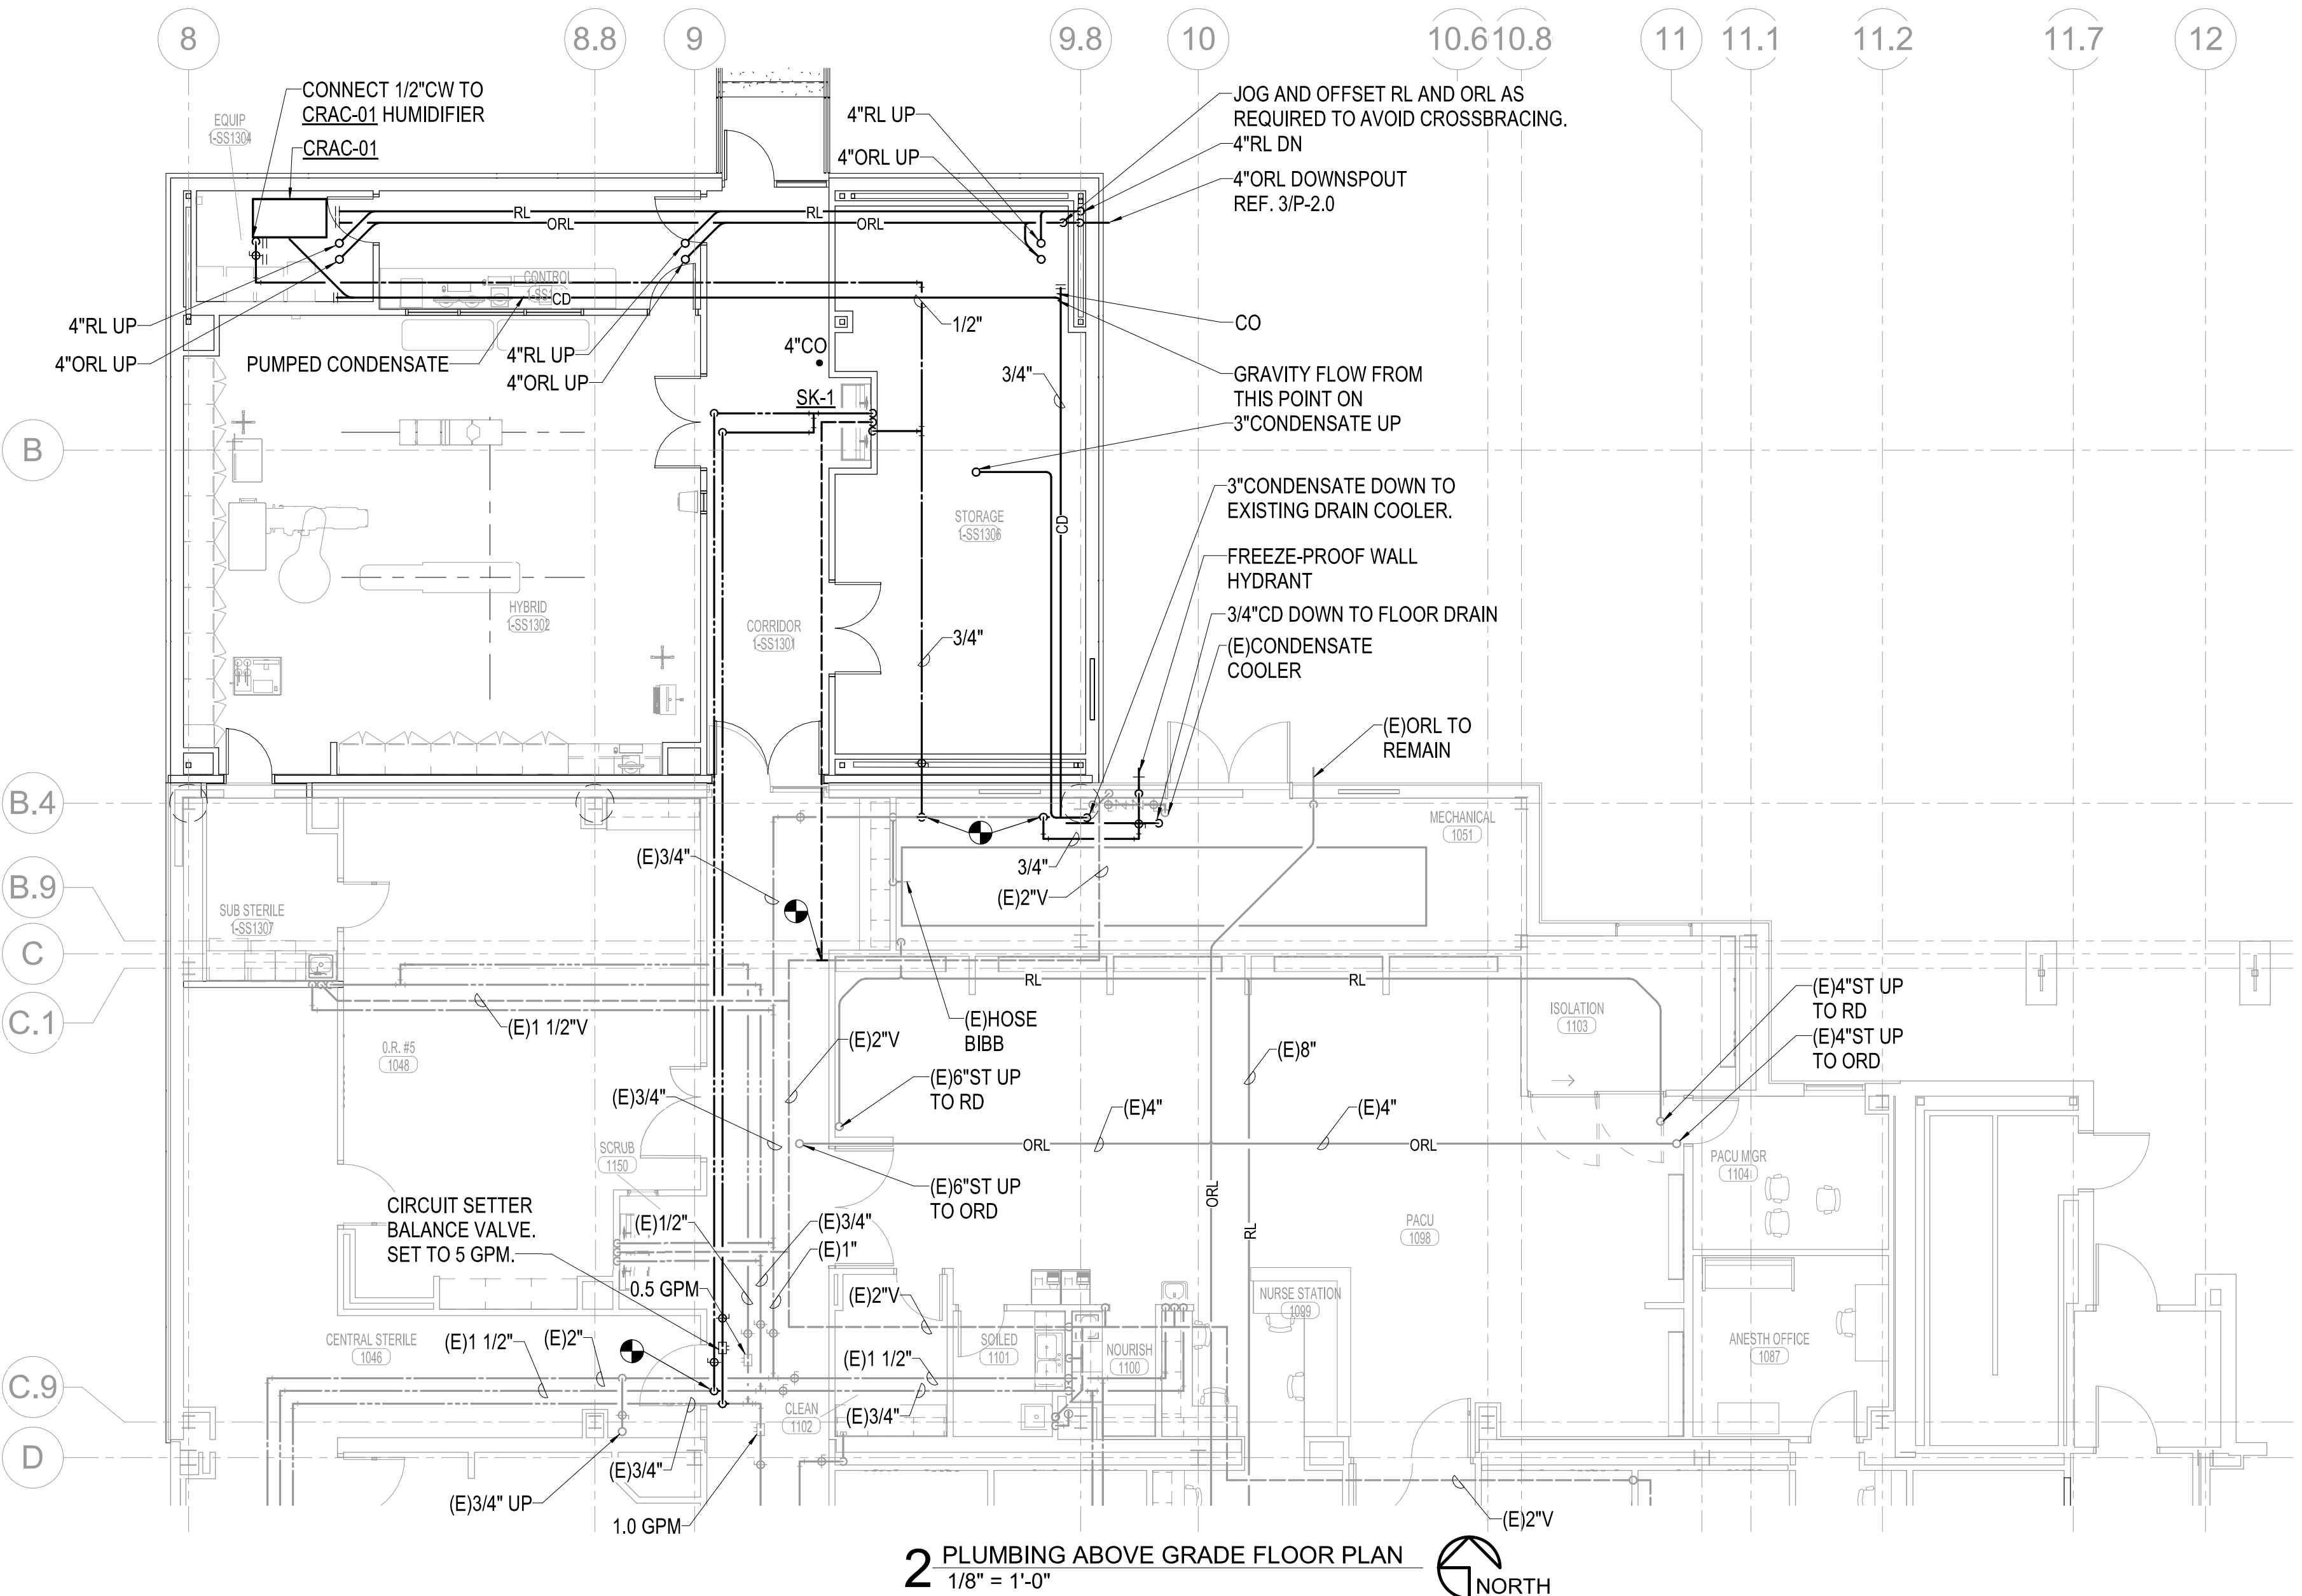 8
8.8
9
9.8
10
10.6
10.8
11
11.1
11.2
11.7
12
CONNECT 1/2"CW TO
CRAC-01 HUMIDIFIER
CRAC-01
EQUIP
1-SS1304
4"RL UP
4"ORL UP
JOG AND OFFSET RL AND ORL AS
REQUIRED TO AVOID CROSSBRACING.
4"RL DN
4"ORL DOWNSPOUT
REF. 3/P-2.0
RL
RL
ORL
ORL
CONTROL
CD
4"RL UP
4"ORL UP
PUMPED CONDENSATE
4"RL UP
4"ORL UP
4"CO
1/2"
3/4"
SK-1
CO
GRAVITY FLOW FROM
THIS POINT ON
3"CONDENSATE UP
B
3"CONDENSATE DOWN TO
EXISTING DRAIN COOLER.
CD
STORAGE
1-SS1306
FREEZE-PROOF WALL
HYDRANT
3/4"CD DOWN TO FLOOR DRAIN
(E)CONDENSATE
COOLER
HYBRID
1-SS1302
CORRIDOR
1-SS1301
3/4"
(E)ORL TO
REMAIN
B.4
MECHANICAL
1051
(E)3/4"
3/4"
(E)2"V
B.9
SUB STERILE
1-SS1307
C
C.1
RL
RL
(E)1 1/2"V
(E)HOSE
BIBB
(E)2"V
O.R. #5
1048
(E)8"
ISOLATION
1103
(E)4"ST UP
TO RD
(E)4"ST UP
TO ORD
(E)6"ST UP
TO RD
(E)3/4"
(E)4"
(E)4"
ORL
ORL
SCRUB
1150
PACU MGR
1104
(E)6"ST UP
TO ORD
ORL
RL
PACU
1098
CIRCUIT SETTER
BALANCE VALVE.
SET TO 5 GPM.
(E)1/2"
(E)3/4"
(E)1"
0.5 GPM
(E)2"V
NURSE STATION
1099
CENTRAL STERILE
1046
(E)1 1/2"
(E)2"
SOILED
1101
NOURISH
1100
ANESTH OFFICE
1087
(E)1 1/2"
C.9
CLEAN
1102
(E)3/4"
D
(E)3/4"
(E)3/4" UP
1.0 GPM
(E)2"V
2 PLUMBING ABOVE GRADE FLOOR PLAN
1/8" = 1'-0"
NORTH